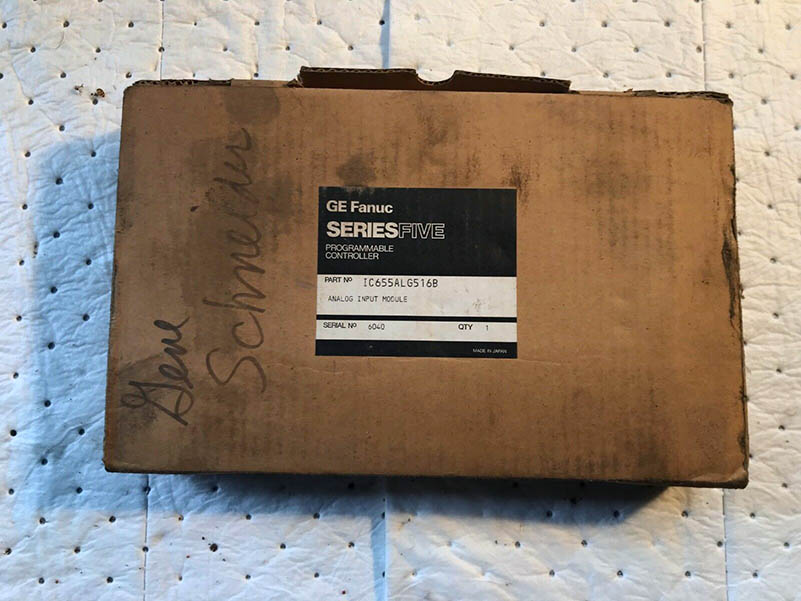 Gene
Schneider
GE Fanuc
SERIESFIVE
PROGRAMMABLE
CONTROLLER
PART Nº IC655ALG516B
ANALOG INPUT MODULE
SERIAL Nº 6040 QTY 1
MADE IN JAPAN